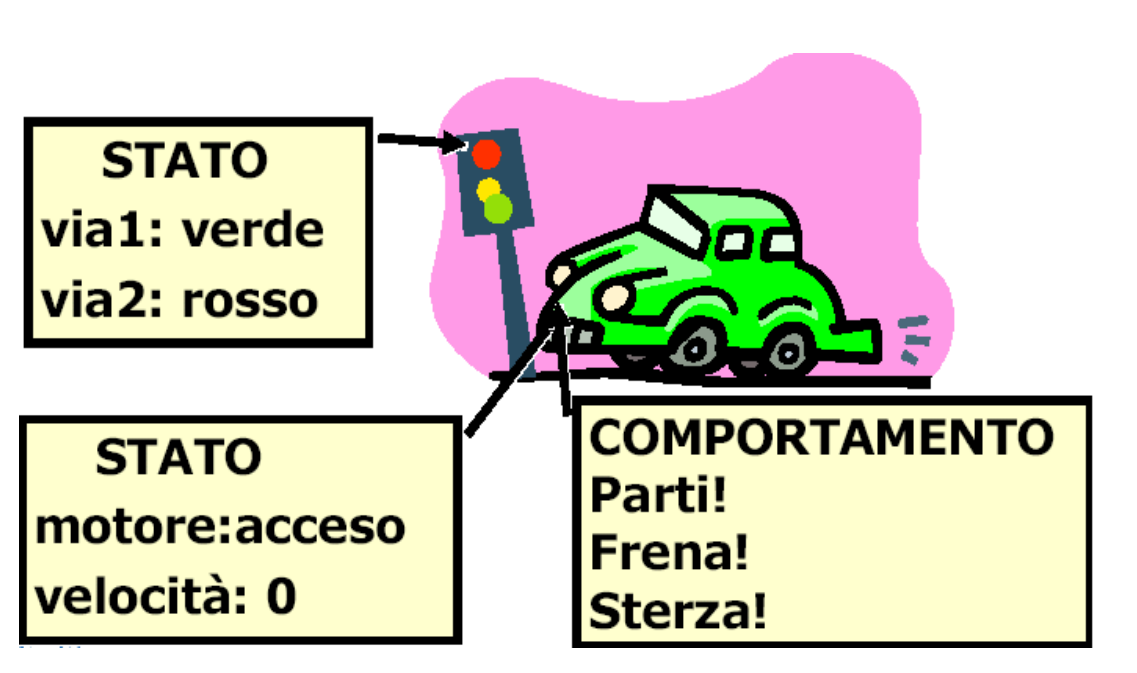 STATO
via1: verde
via2: rosso
STATO
motore:acceso
velocità: 0
COMPORTAMENTO
Parti!
Frena!
Sterza!